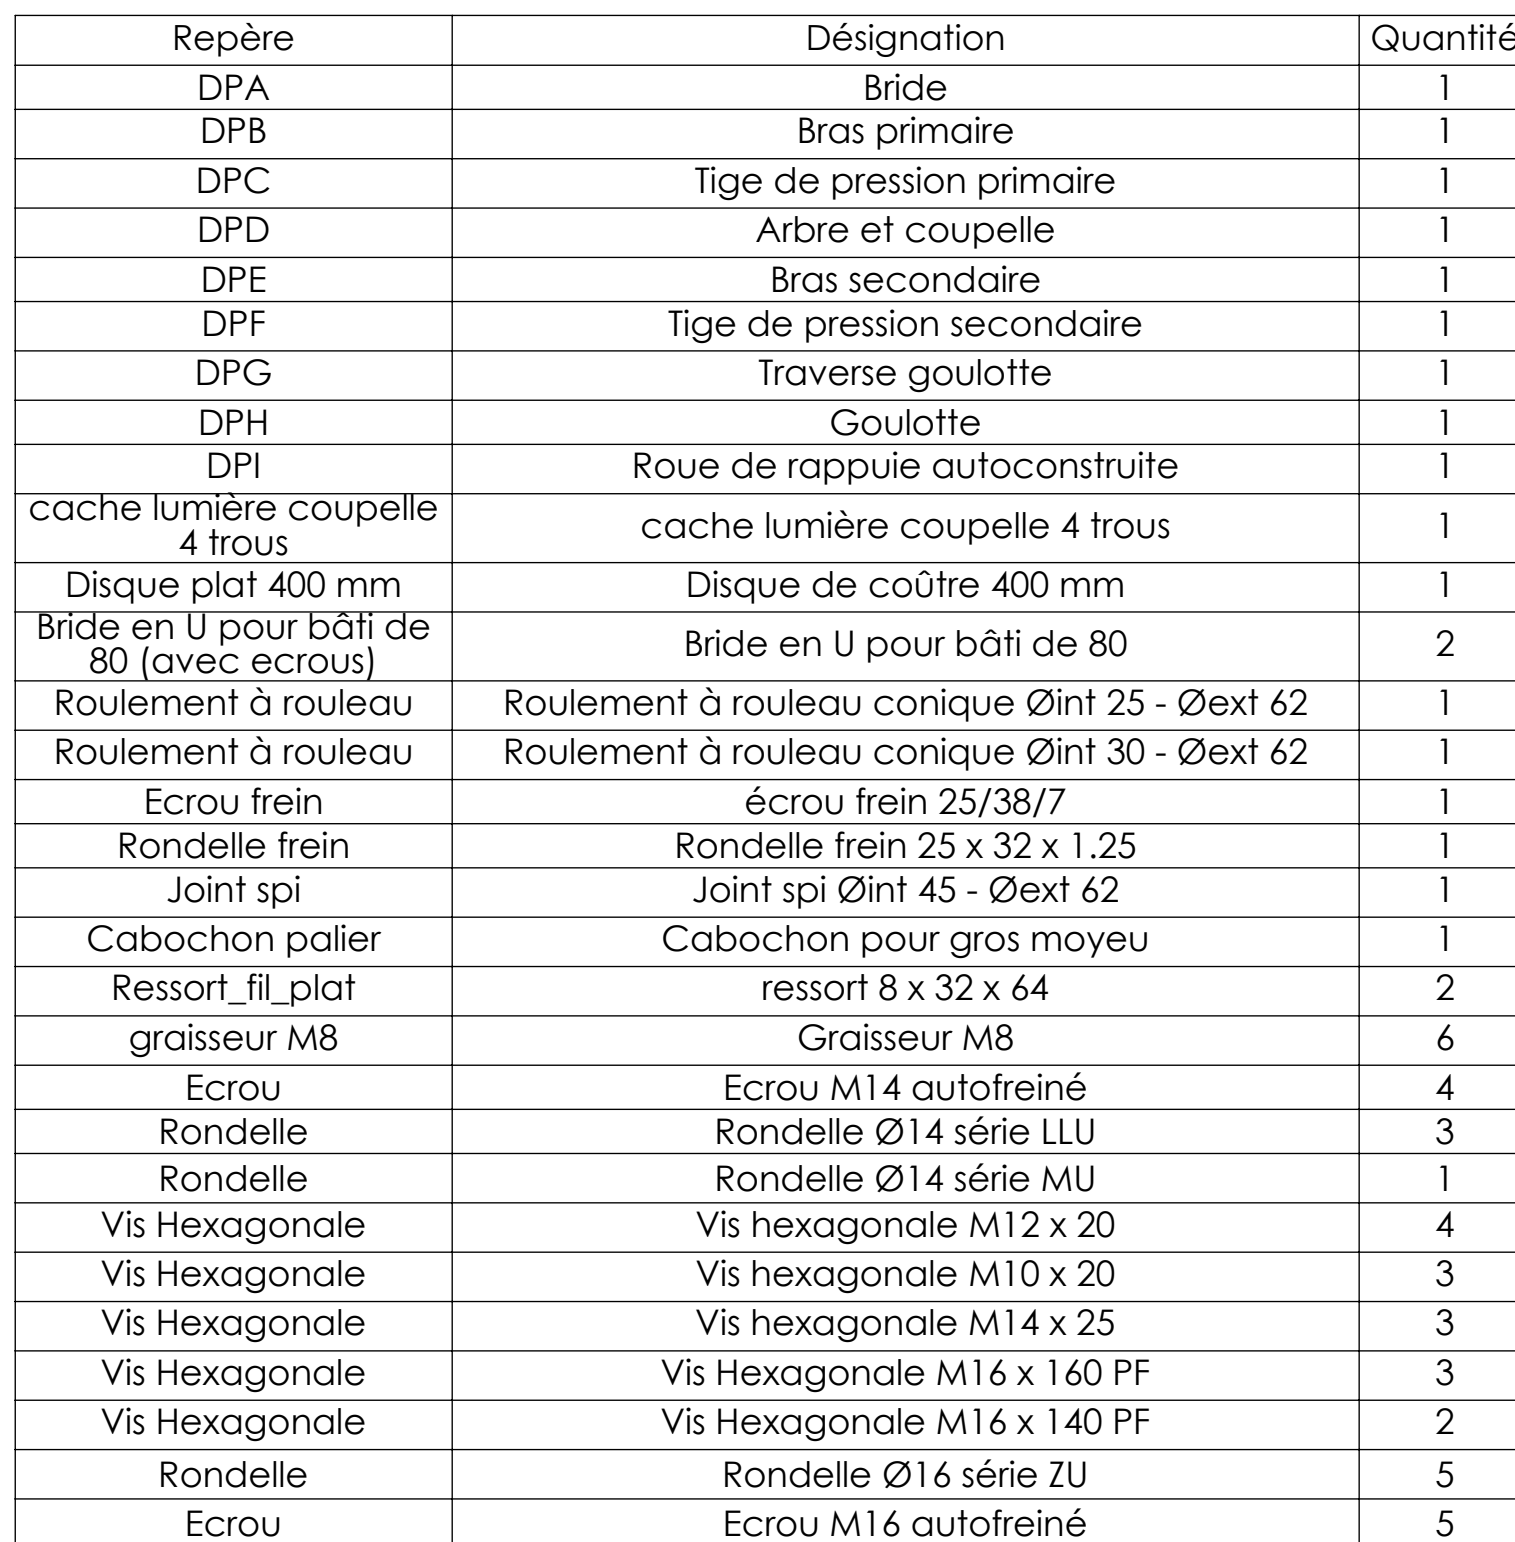 Repère Désignation Quantité
DPA Bride 1
DPB Bras primaire 1
DPC Tige de pression primaire 1
DPD Arbre et coupelle 1
DPE Bras secondaire 1
DPF Tige de pression secondaire 1
DPG Traverse goulotte 1
DPH Goulotte 1
DPI Roue de rappuie autoconstruite 1
cache lumière coupelle
4 trous
cache lumière coupelle 4 trous 1
Disque plat 400 mm Disque de coûtre 400 mm 1
Bride en U pour bâti de
80 (avec ecrous)
Bride en U pour bâti de 80 2
Roulement à rouleau Roulement à rouleau conique Øint 25 - Øext 62 1
Roulement à rouleau Roulement à rouleau conique Øint 30 - Øext 62 1
Ecrou frein écrou frein 25/38/7 1
Rondelle frein Rondelle frein 25 x 32 x 1.25 1
Joint spi Joint spi Øint 45 - Øext 62 1
Cabochon palier Cabochon pour gros moyeu 1
Ressort_fil_plat ressort 8 x 32 x 64 2
graisseur M8 Graisseur M8 6
Ecrou Ecrou M14 autofreiné 4
Rondelle Rondelle Ø14 série LLU 3
Rondelle Rondelle Ø14 série MU 1
Vis Hexagonale Vis hexagonale M12 x 20 4
Vis Hexagonale Vis hexagonale M10 x 20 3
Vis Hexagonale Vis hexagonale M14 x 25 3
Vis Hexagonale Vis Hexagonale M16 x 160 PF 3
Vis Hexagonale Vis Hexagonale M16 x 140 PF 2
Rondelle Rondelle Ø16 série ZU 5
Ecrou Ecrou M16 autofreiné 5